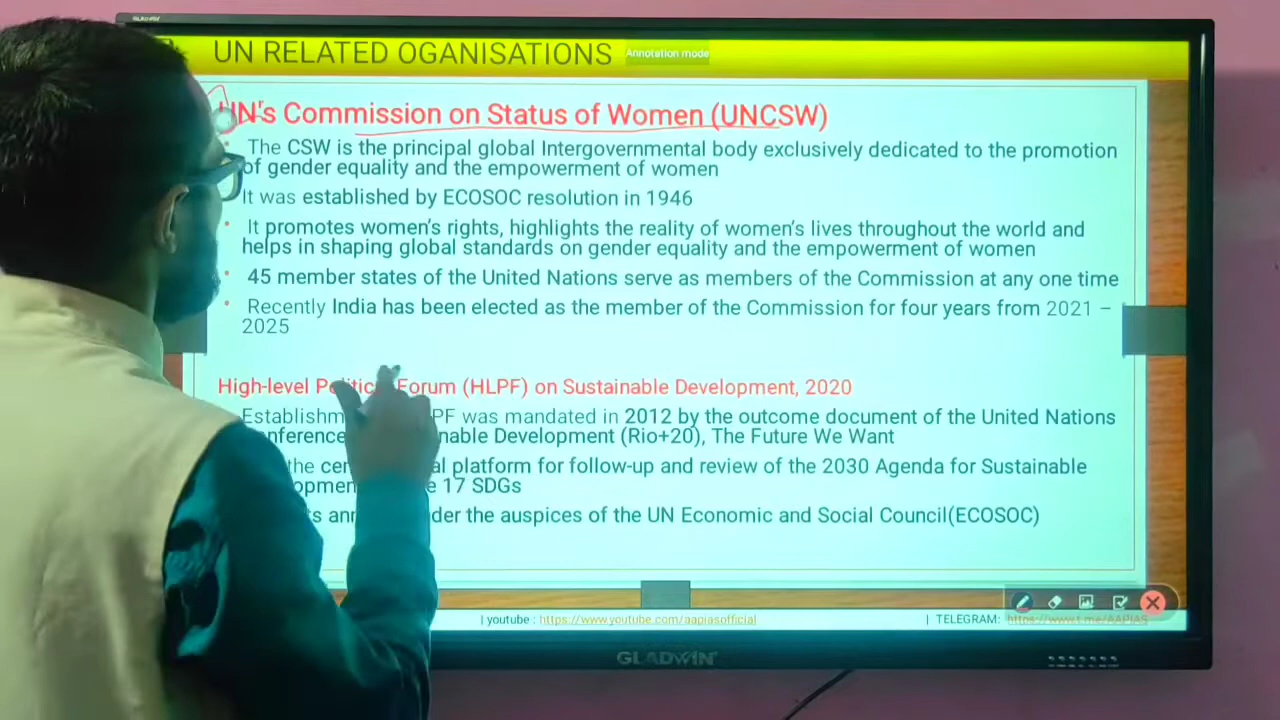 GLADWIN
UN RELATED OGANISATIONS
Annotation mode
UN's Commission on Status of Women (UNCSW)
The CSW is the principal global Intergovernmental body exclusively dedicated to the promotion
of gender equality and the empowerment of women
It was established by ECOSOC resolution in 1946
It promotes women's rights, highlights the reality of women's lives throughout the world and
helps in shaping global standards on gender equality and the empowerment of women
45 member states of the United Nations serve as members of the Commission at any one time
Recently India has been elected as the member of the Commission for four years from 2021 –
2025
High-level Political Forum (HLPF) on Sustainable Development, 2020
PF was mandated in 2012 by the outcome document of the United Nations
nable Development (Rio+20), The Future We Want
the platform for follow-up and review of the 2030 Agenda for Sustainable
17 SDGs
the auspices of the UN Economic and Social Council(ECOSOC)
| youtube : https://www.youtube.com/aapiasofficial
| TELEGRAM: https://www.t.me/AAPIAS
GLADWIN